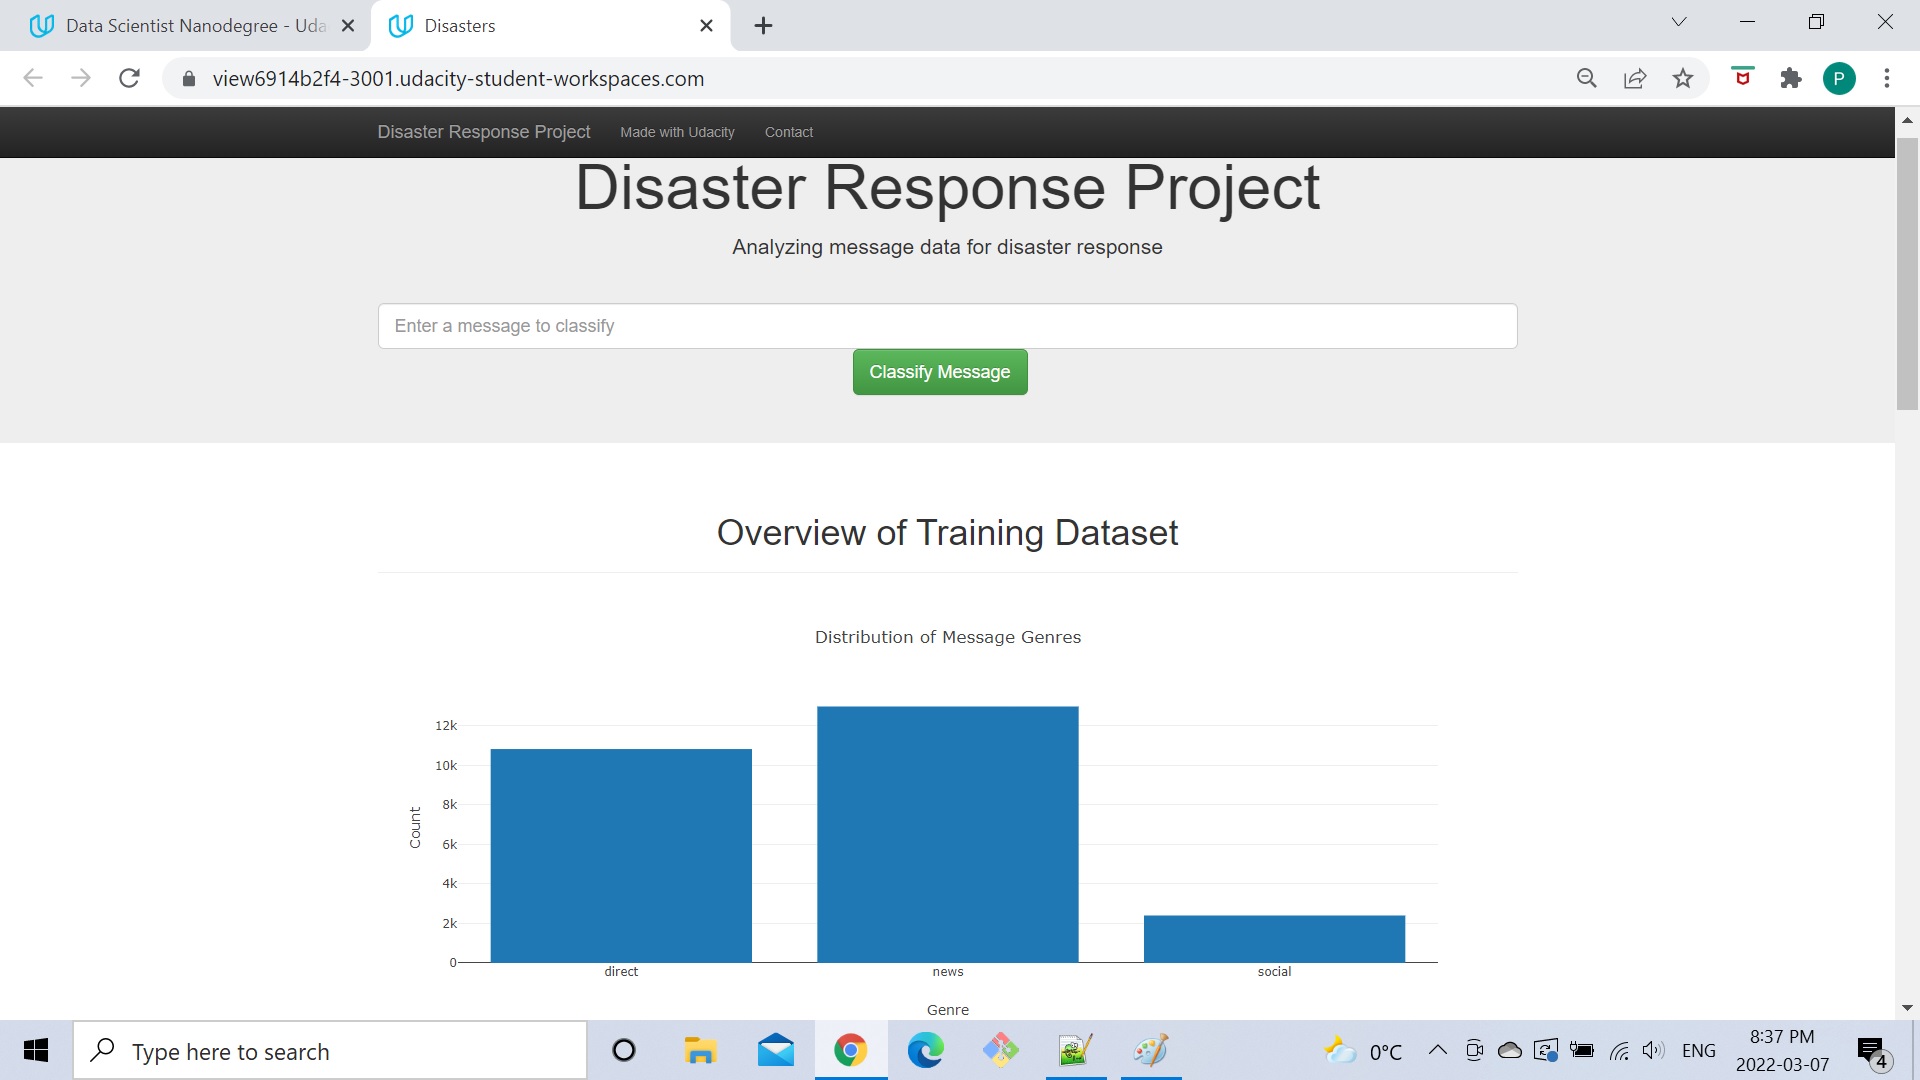 Data Scientist Nanodegree - Uda
Disasters
view6914b2f4-3001.udacity-student-workspaces.com
P
Disaster Response Project
Made with Udacity
Contact
Disaster Response Project
Analyzing message data for disaster response
Enter a message to classify
Classify Message
Overview of Training Dataset
Distribution of Message Genres
12k
10k
8k
6k
4k
2k
0
Count
direct
news
social
Genre
Type here to search
0°C
ENG
8:37 PM
2022-03-07
4